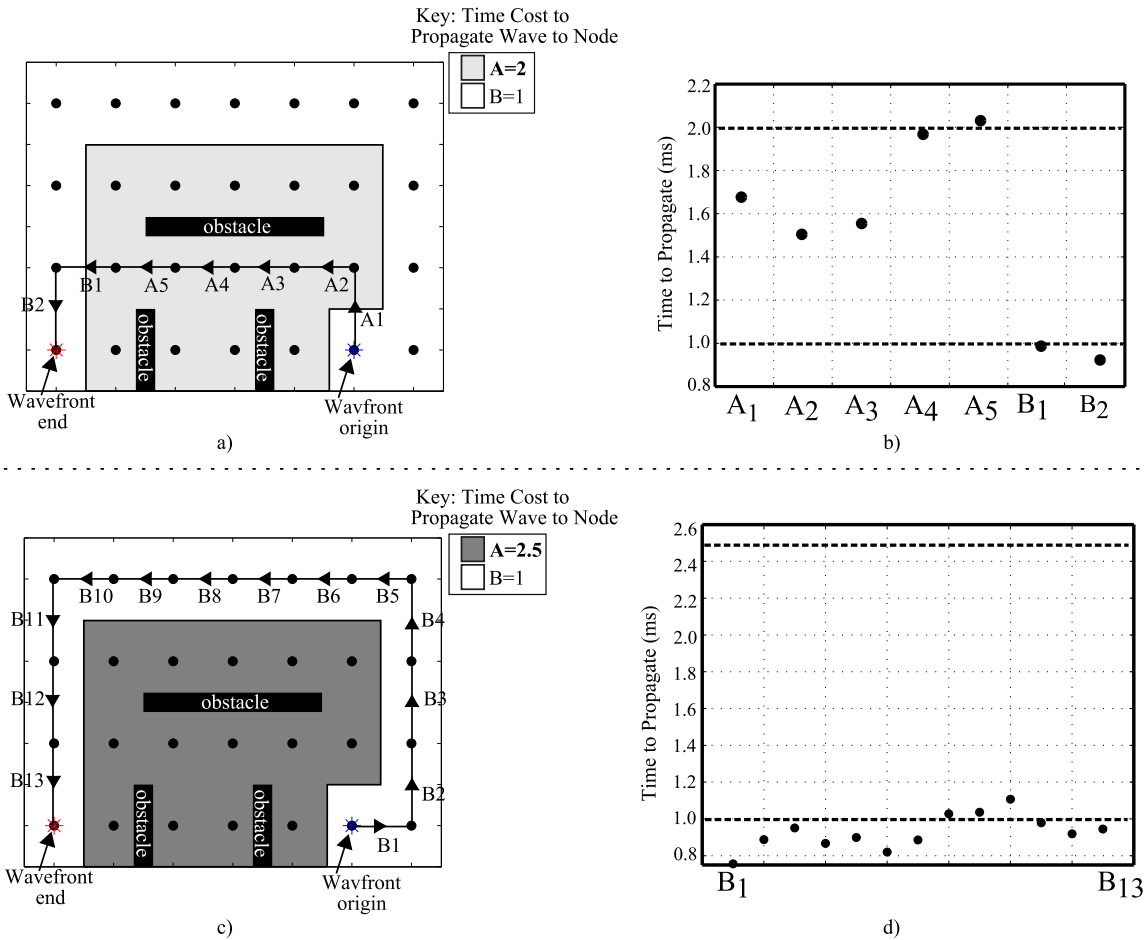 Key: Time Cost to
Propagate Wave to Node
A=2
B=1
obstacle
B1
A5
A4
A3
A2
B2
A1
obstacle
obstacle
Wavefront
end
Wavfront
origin
a)
Time to Propagate (ms)
2.2
2.0
1.8
1.6
1.4
1.2
1.0
0.8
A1 A2 A3 A4 A5 B1 B2
b)
Key: Time Cost to
Propagate Wave to Node
A=2.5
B=1
B10 B9 B8 B7 B6 B5
B11
B4
B12
obstacle
B3
B13
B2
obstacle
obstacle
B1
Wavefront
end
Wavfront
origin
c)
Time to Propagate (ms)
2.6
2.4
2.2
2.0
1.8
1.6
1.4
1.2
1.0
0.8
B1 B13
d)